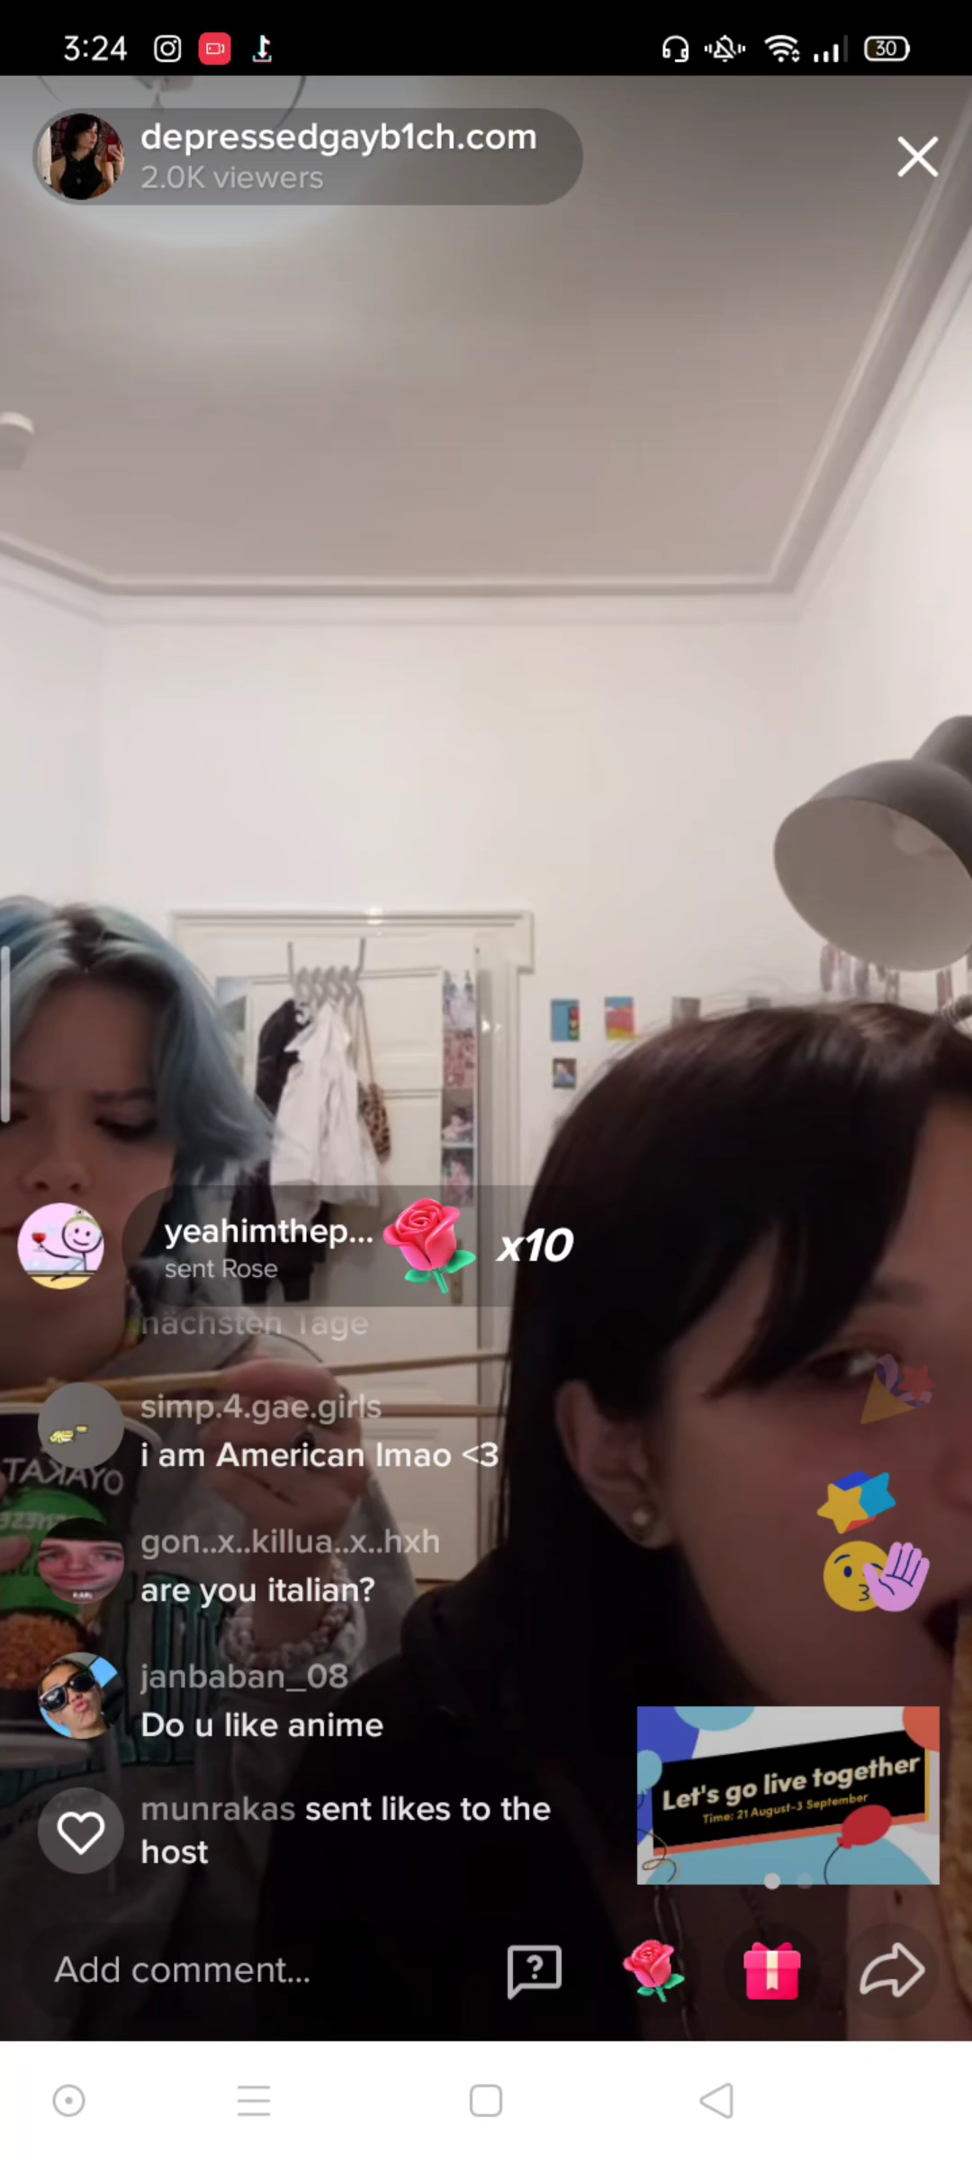 3:24
30
depressedgayb1ch.com
2.0K viewers
yeahimthep...
sent Rose
x10
nächsten Tage
simp.4.gae.girls
i am American lmao <3
OYAKATA
gon..x..killua..x..hxh
are you italian?
janbaban_08
Do u like anime
munrakas sent likes to the
host
Let's go live together
Time: 21 August-3 September
Add comment...
?